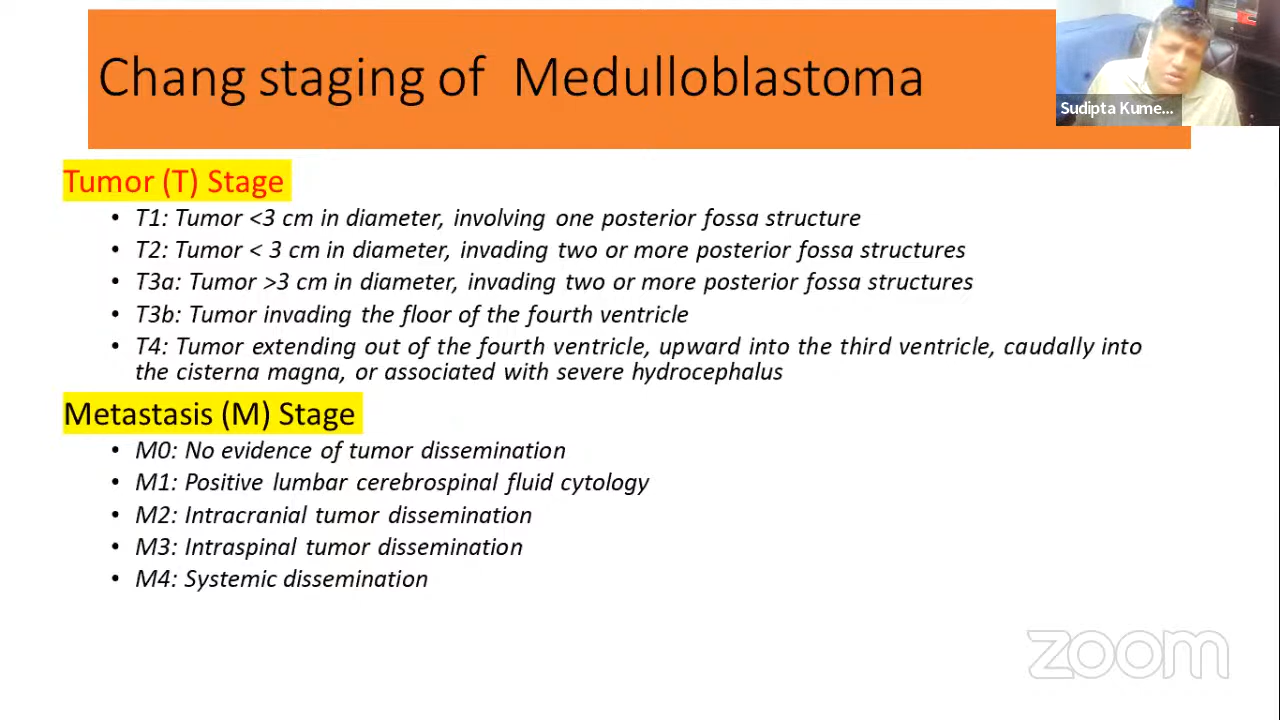 Chang staging of Medulloblastoma
Sudipta Kume...
Tumor (T) Stage
• T1: Tumor <3 cm in diameter, involving one posterior fossa structure
• T2: Tumor < 3 cm in diameter, invading two or more posterior fossa structures
• T3a: Tumor >3 cm in diameter, invading two or more posterior fossa structures
• T3b: Tumor invading the floor of the fourth ventricle
• T4: Tumor extending out of the fourth ventricle, upward into the third ventricle, caudally into
the cisterna magna, or associated with severe hydrocephalus
Metastasis (M) Stage
• M0: No evidence of tumor dissemination
• M1: Positive lumbar cerebrospinal fluid cytology
• M2: Intracranial tumor dissemination
• M3: Intraspinal tumor dissemination
• M4: Systemic dissemination
zoom